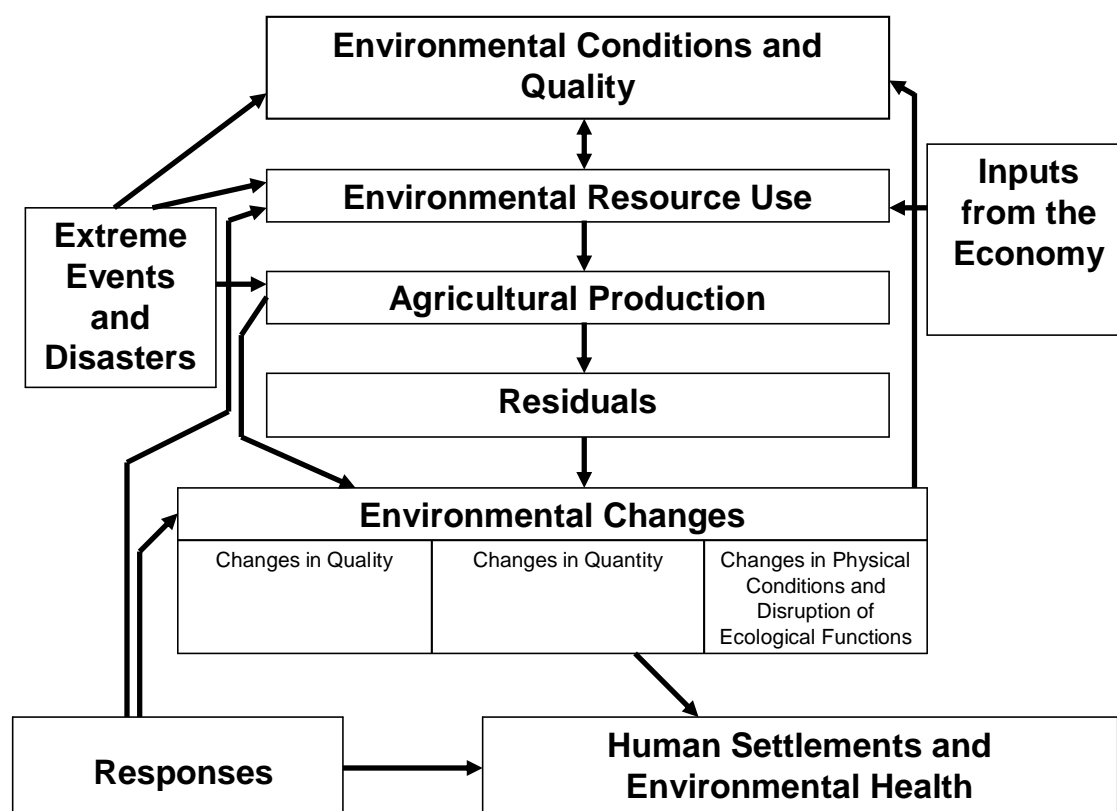 Environmental Conditions and
Quality
Environmental Resource Use
Inputs
from the
Economy
Extreme
Events
and
Disasters
Agricultural Production
Residuals
Environmental Changes
Changes in Quality
Changes in Quantity
Changes in Physical
Conditions and
Disruption of
Ecological Functions
Responses
Human Settlements and
Environmental Health